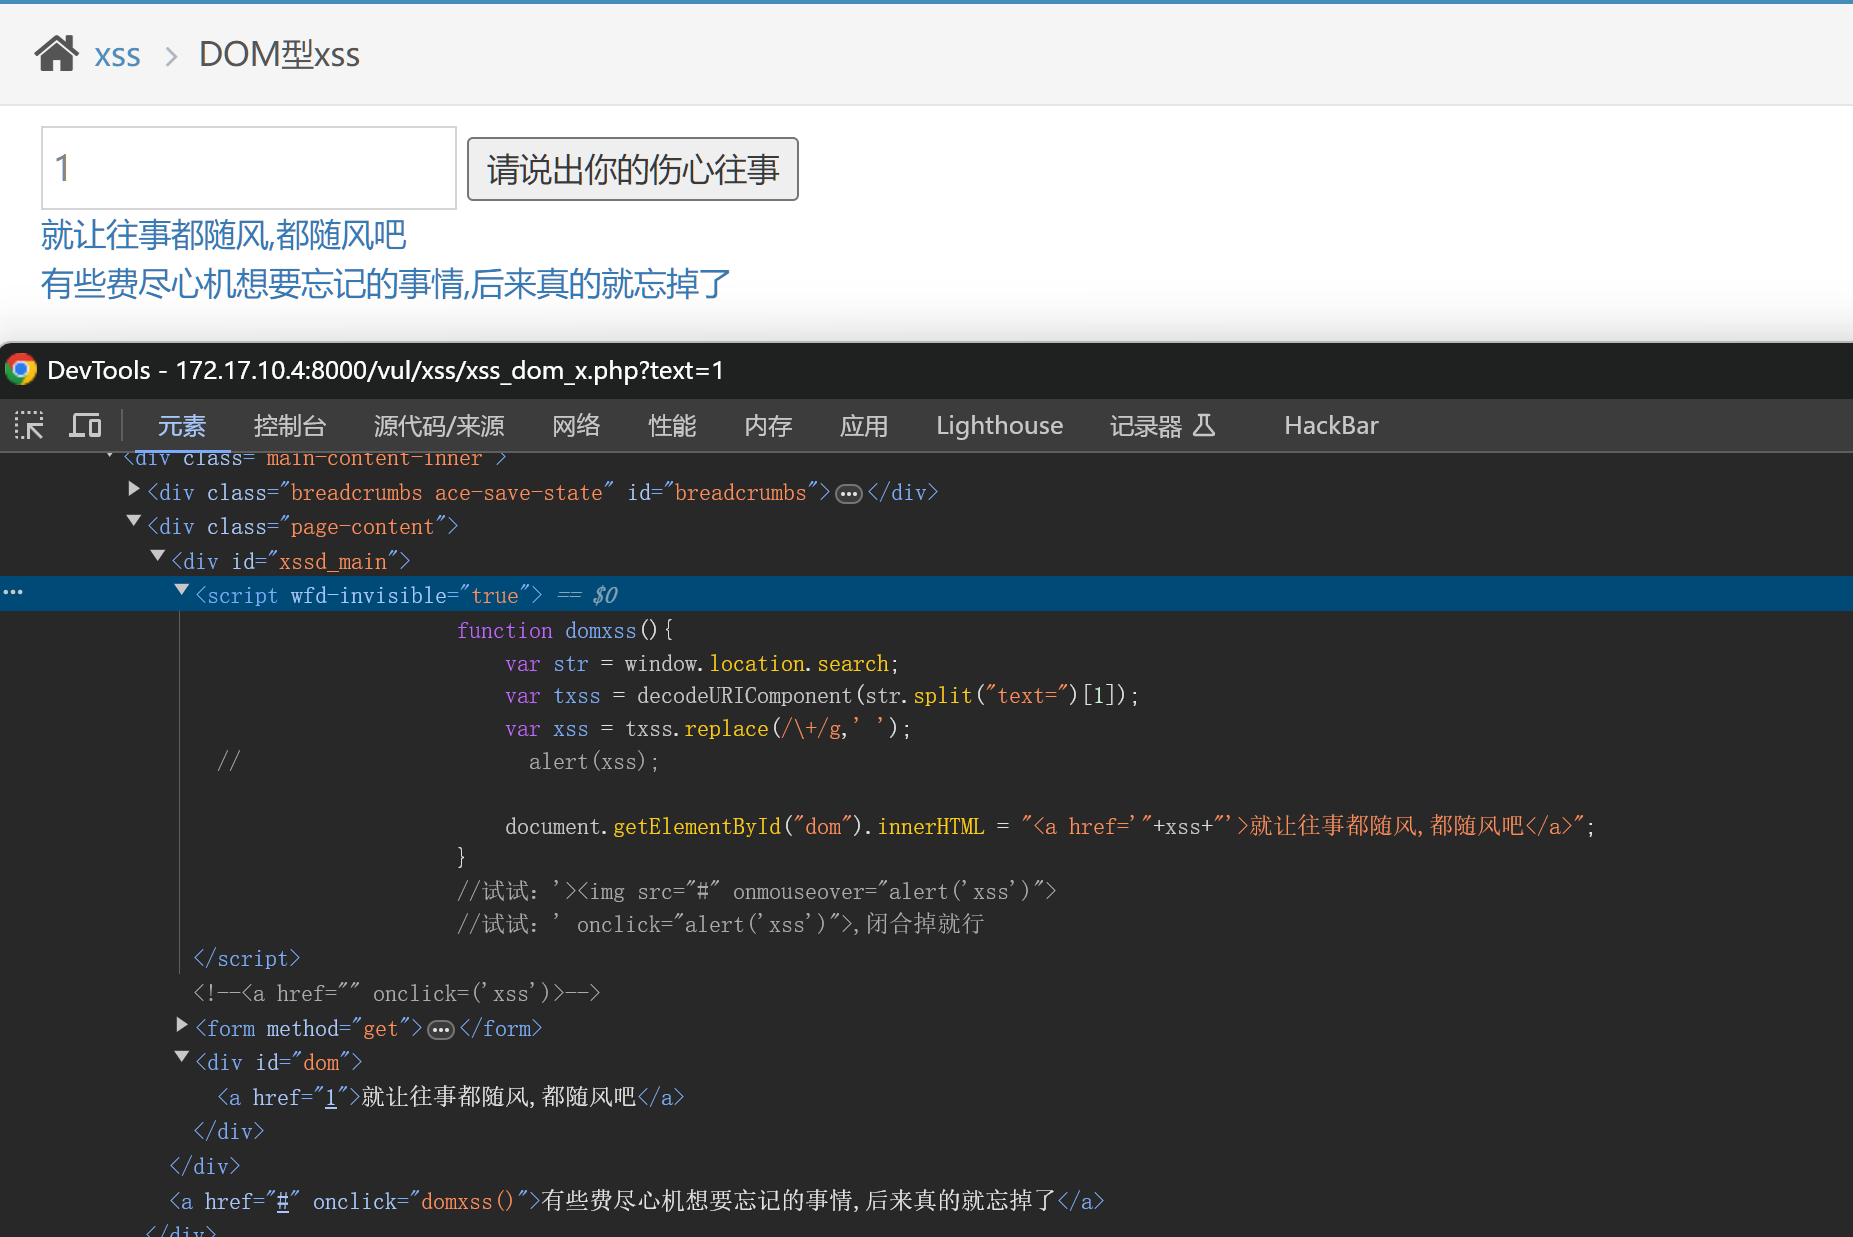 xss > DOM型xss
1 请说出你的伤心往事
就让往事都随风,都随风吧
有些费尽心机想要忘记的事情,后来真的就忘掉了
DevTools - 172.17.10.4:8000/vul/xss/xss_dom_x.php?text=1
元素 控制台 源代码/来源 网络 性能 内存 应用 Lighthouse 记录器 HackBar
<div class="main-content-inner">
<div class="breadcrumbs ace-save-state" id="breadcrumbs">…</div>
<div class="page-content">
<div id="xssd_main">
<script wfd-invisible="true"> == $0
function domxss(){
var str = window.location.search;
var txss = decodeURIComponent(str.split("text=")[1]);
var xss = txss.replace(/\+/g,' ');
// alert(xss);
document.getElementById("dom").innerHTML = "<a href='"+xss+"'>就让往事都随风,都随风吧</a>";
}
//试试：'><img src="#" onmouseover="alert('xss')">
//试试：' onclick="alert('xss')">,闭合掉就行
</script>
<!--<a href="" onclick=('xss')>-->
<form method="get">…</form>
<div id="dom">
<a href="1">就让往事都随风,都随风吧</a>
</div>
</div>
<a href="#" onclick="domxss()">有些费尽心机想要忘记的事情,后来真的就忘掉了</a>
</div>